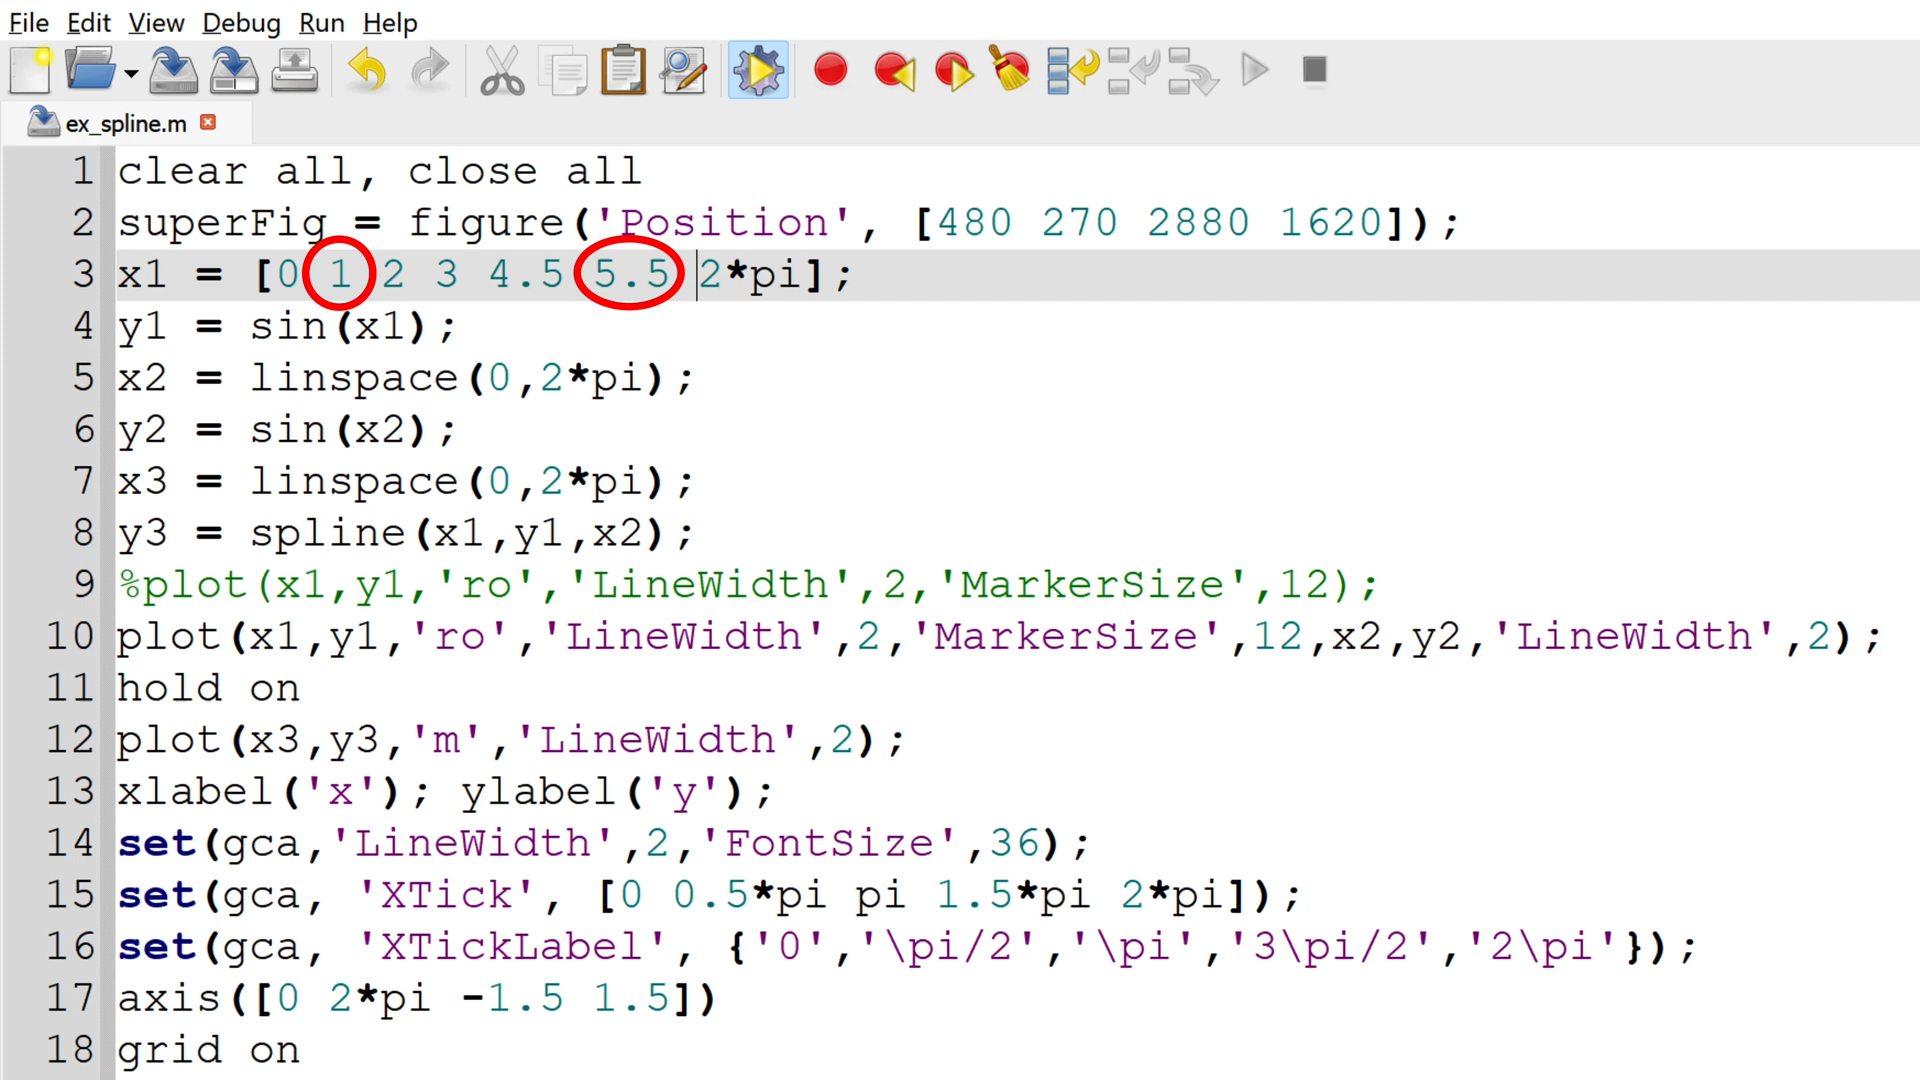 File Edit View Debug Run Help
ex_spline.m
1 clear all, close all
2 superFig = figure('Position', [480 270 2880 1620]);
3 x1 = [0 1 2 3 4.5 5.5 2*pi];
4 y1 = sin(x1);
5 x2 = linspace(0,2*pi);
6 y2 = sin(x2);
7 x3 = linspace(0,2*pi);
8 y3 = spline(x1,y1,x2);
9 %plot(x1,y1,'ro','LineWidth',2,'MarkerSize',12);
10 plot(x1,y1,'ro','LineWidth',2,'MarkerSize',12,x2,y2,'LineWidth',2);
11 hold on
12 plot(x3,y3,'m','LineWidth',2);
13 xlabel('x'); ylabel('y');
14 set(gca,'LineWidth',2,'FontSize',36);
15 set(gca, 'XTick', [0 0.5*pi pi 1.5*pi 2*pi]);
16 set(gca, 'XTickLabel', {'0','\pi/2','\pi','3\pi/2','2\pi'});
17 axis([0 2*pi -1.5 1.5])
18 grid on